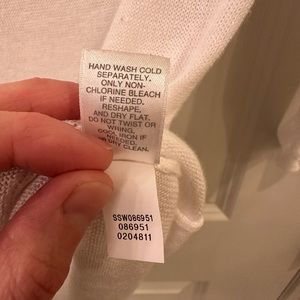 HAND WASH COLD
SEPARATELY.
ONLY NON-
CHLORINE BLEACH
IF NEEDED.
RESHAPE,
AND DRY FLAT.
DO NOT TWIST OR
WRING.
COOL IRON IF
NEEDED.
DRY CLEAN.
SSW086951
086951
0204811